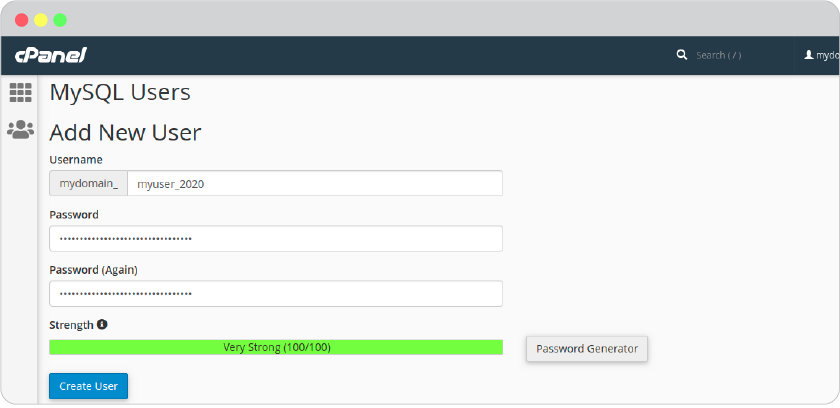 cPanel
Search ( / )
mydo
MySQL Users
Add New User
Username
mydomain_ myuser_2020
Password
Password (Again)
Strength
Very Strong (100/100)
Password Generator
Create User